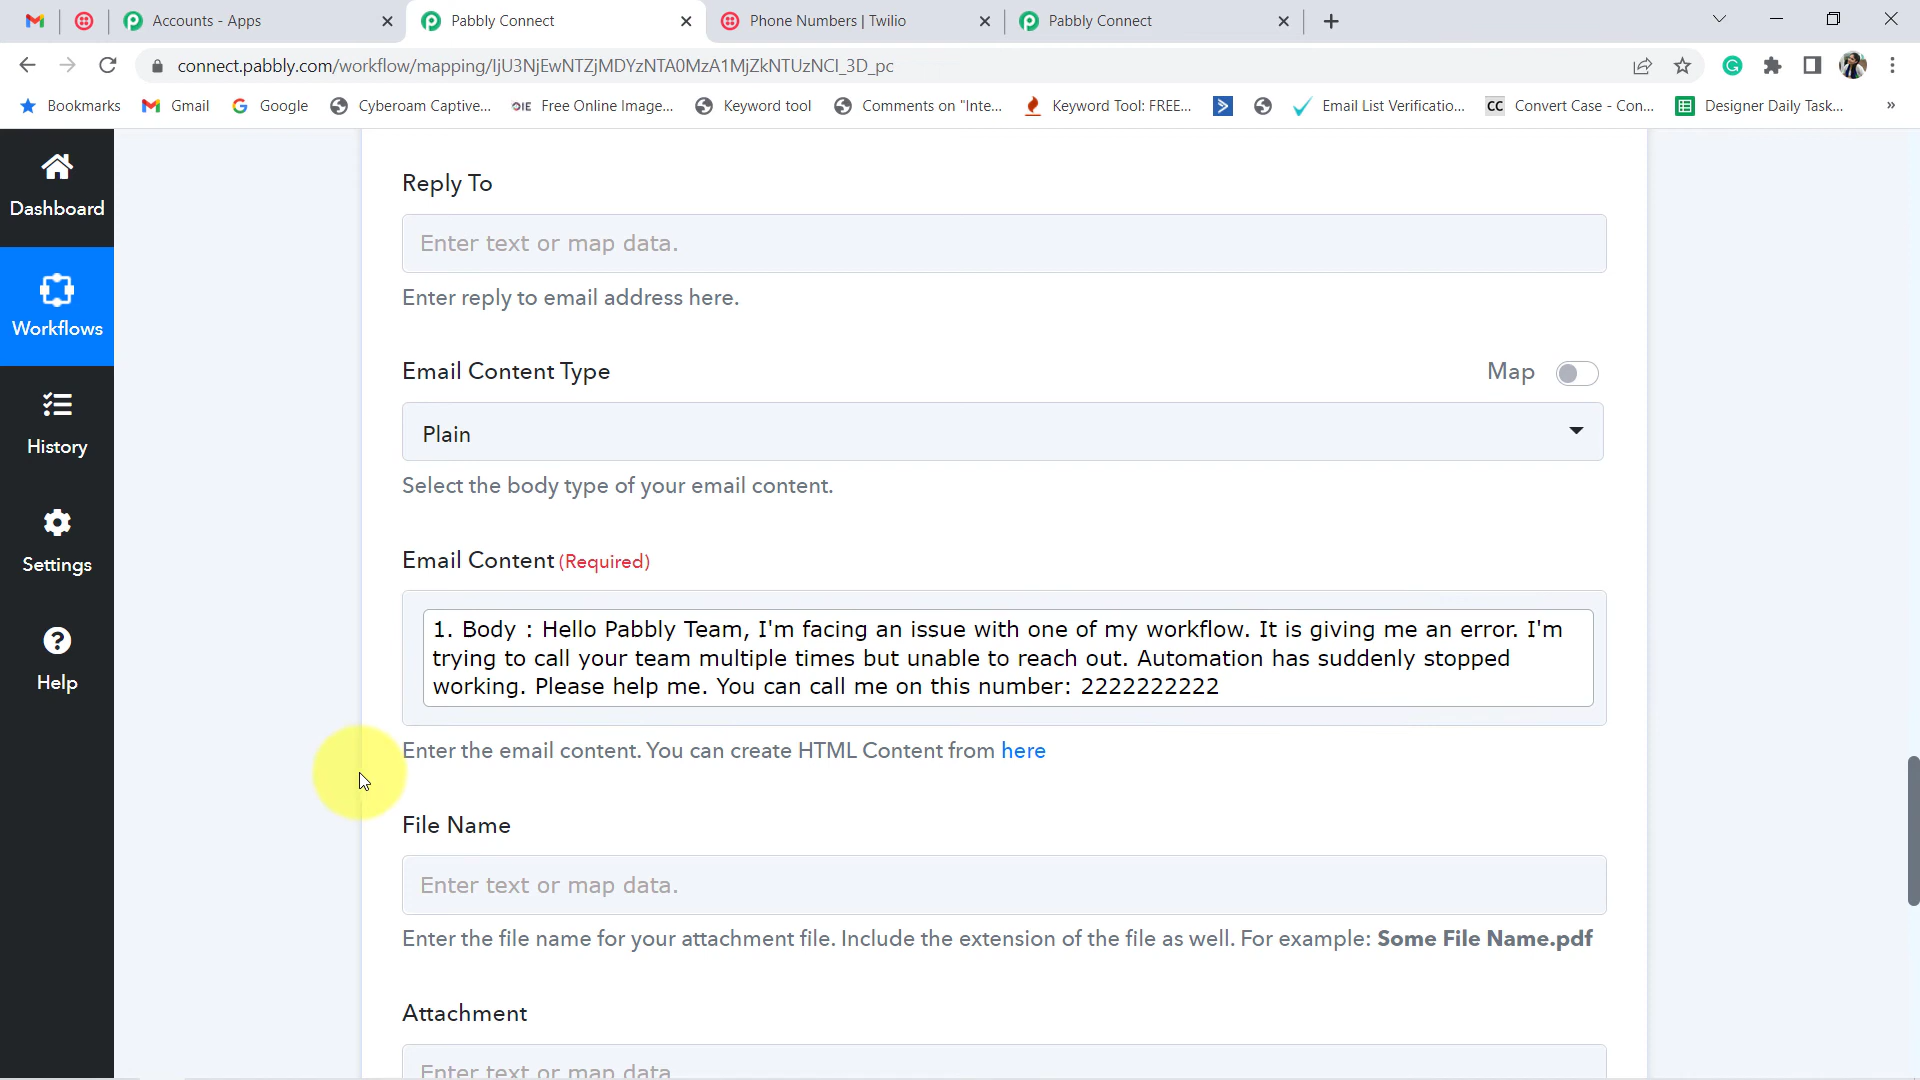 Accounts - Apps
Pabbly Connect
Phone Numbers | Twilio
Pabbly Connect
connect.pabbly.com/workflow/mapping/IjU3NjEwNTZjMDYzNTA0MzA1MjZkNTUzNCI_3D_pc
Bookmarks
Gmail
Google
Cyberoam Captive...
OIE Free Online Image...
Keyword tool
Comments on "Inte...
Keyword Tool: FREE...
Email List Verificatio...
CC Convert Case - Con...
Designer Daily Task...
»
Dashboard
Workflows
History
Settings
Help
Reply To
Enter text or map data.
Enter reply to email address here.
Email Content Type
Map
Plain
Select the body type of your email content.
Email Content (Required)
1. Body : Hello Pabbly Team, I'm facing an issue with one of my workflow. It is giving me an error. I'm
trying to call your team multiple times but unable to reach out. Automation has suddenly stopped
working. Please help me. You can call me on this number: 2222222222
Enter the email content. You can create HTML Content from here
File Name
Enter text or map data.
Enter the file name for your attachment file. Include the extension of the file as well. For example: Some File Name.pdf
Attachment
Enter text or map data.